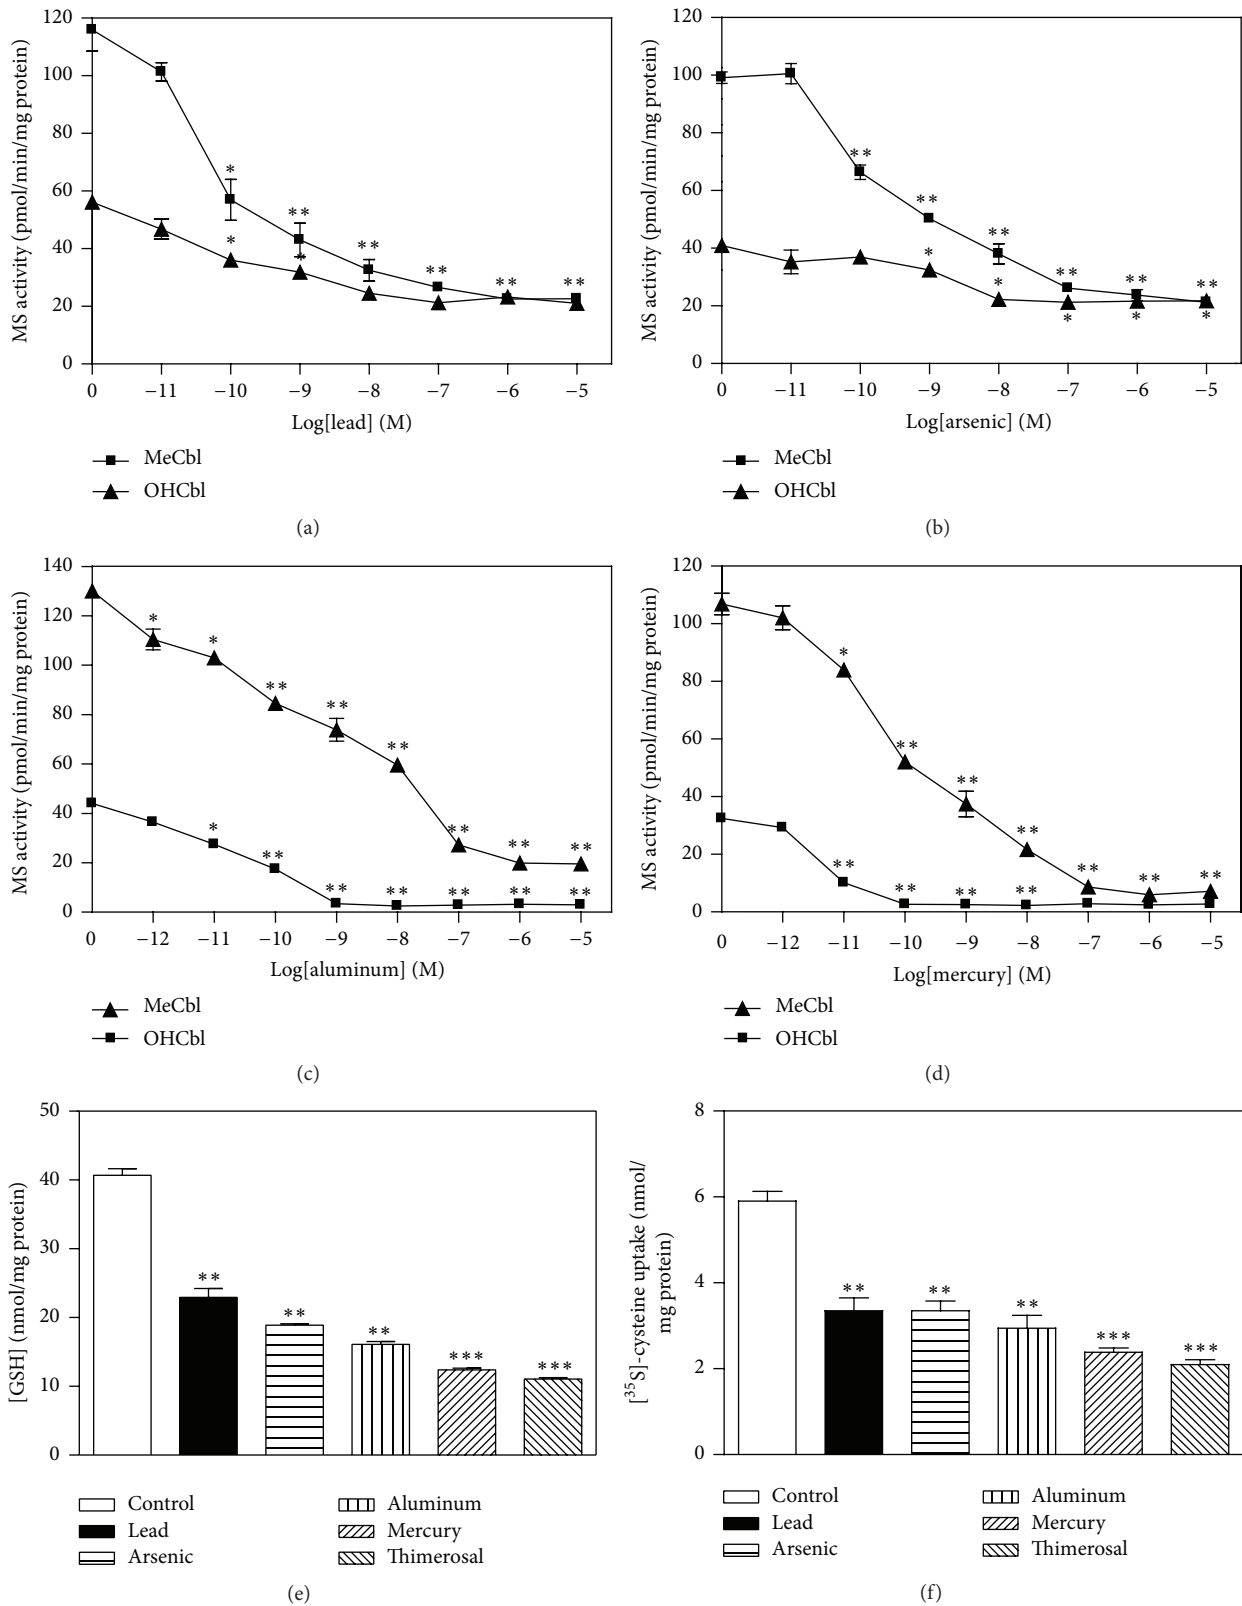 MS activity (pmol/min/mg protein)
120
100
80
60
40
20
0
* ** ** ** ** **
* *
0 −11 −10 −9 −8 −7 −6 −5
Log[lead] (M)
MeCbl
OHCbl
(a)
MS activity (pmol/min/mg protein)
120
100
80
60
40
20
0
** ** ** ** ** **
* * * * *
0 −11 −10 −9 −8 −7 −6 −5
Log[arsenic] (M)
MeCbl
OHCbl
(b)
MS activity (pmol/min/mg protein)
140
120
100
80
60
40
20
0
* * ** ** ** ** ** **
* ** ** ** ** ** **
0 −12 −11 −10 −9 −8 −7 −6 −5
Log[aluminum] (M)
MeCbl
OHCbl
(c)
MS activity (pmol/min/mg protein)
120
100
80
60
40
20
0
* ** ** ** ** ** **
** ** ** **
0 −12 −11 −10 −9 −8 −7 −6 −5
Log[mercury] (M)
MeCbl
OHCbl
(d)
[GSH] (nmol/mg protein)
50
40
30
20
10
0
** ** ** *** ***
Control
Lead
Arsenic
Aluminum
Mercury
Thimerosal
(e)
[³⁵S]-cysteine uptake (nmol/
mg protein)
8
6
4
2
0
** ** ** *** ***
Control
Lead
Arsenic
Aluminum
Mercury
Thimerosal
(f)